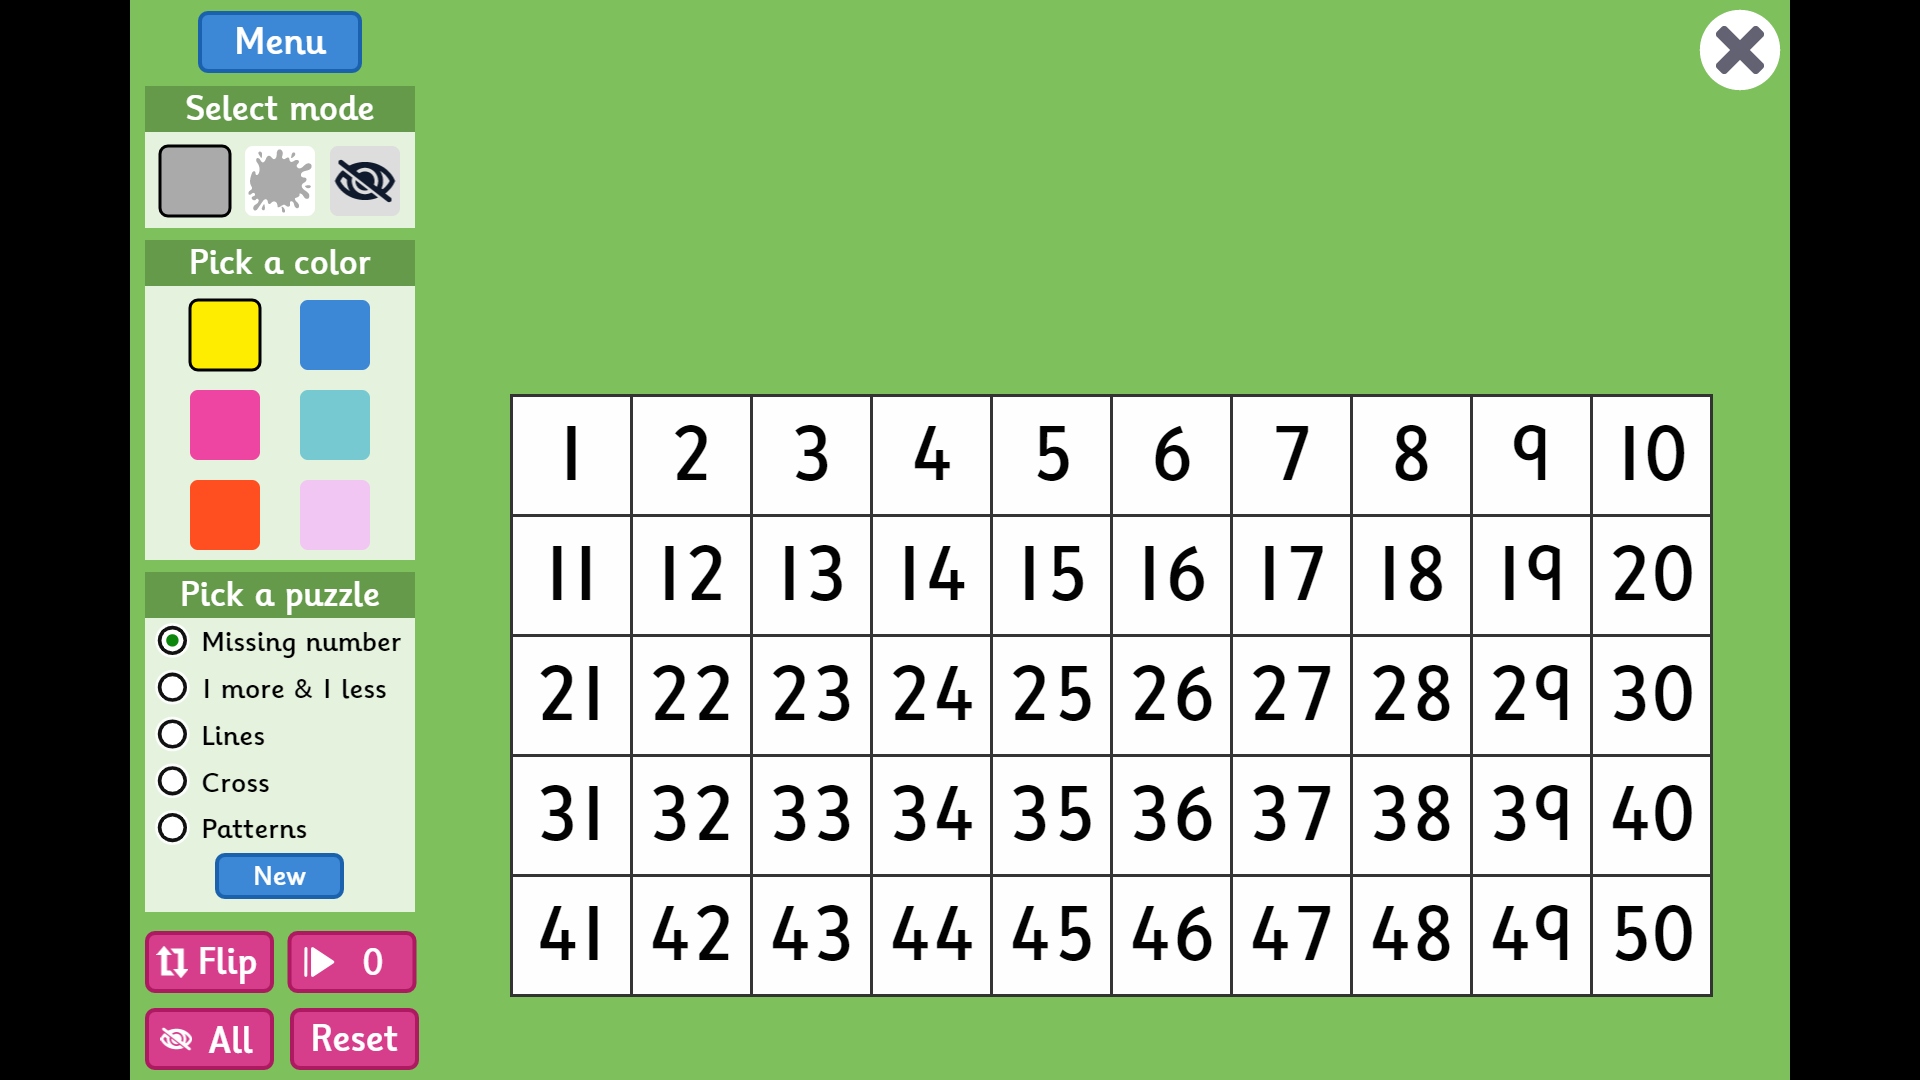 Menu
Select mode
Pick a color
Pick a puzzle
Missing number
1 more & 1 less
Lines
Cross
Patterns
New
Flip
0
All
Reset
1 2 3 4 5 6 7 8 9 10
11 12 13 14 15 16 17 18 19 20
21 22 23 24 25 26 27 28 29 30
31 32 33 34 35 36 37 38 39 40
41 42 43 44 45 46 47 48 49 50